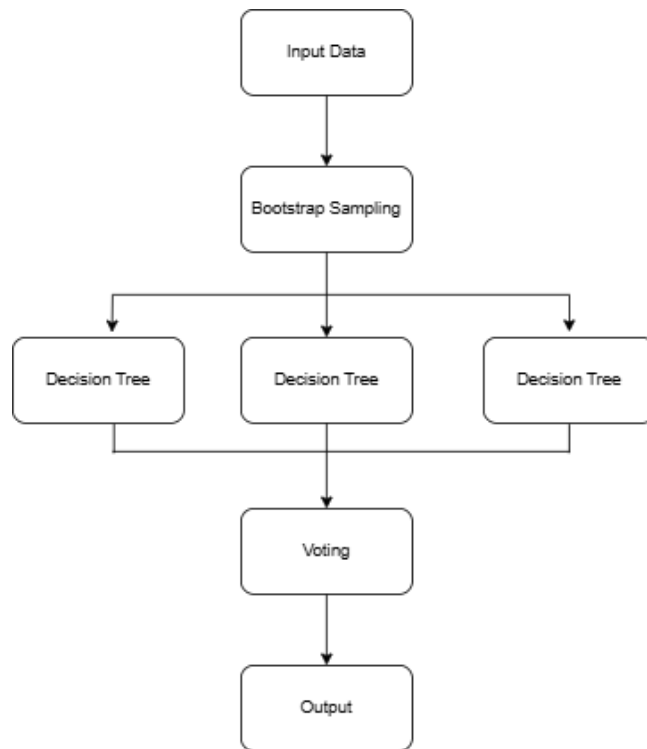 Input Data
Bootstrap Sampling
Decision Tree
Decision Tree
Decision Tree
Voting
Output